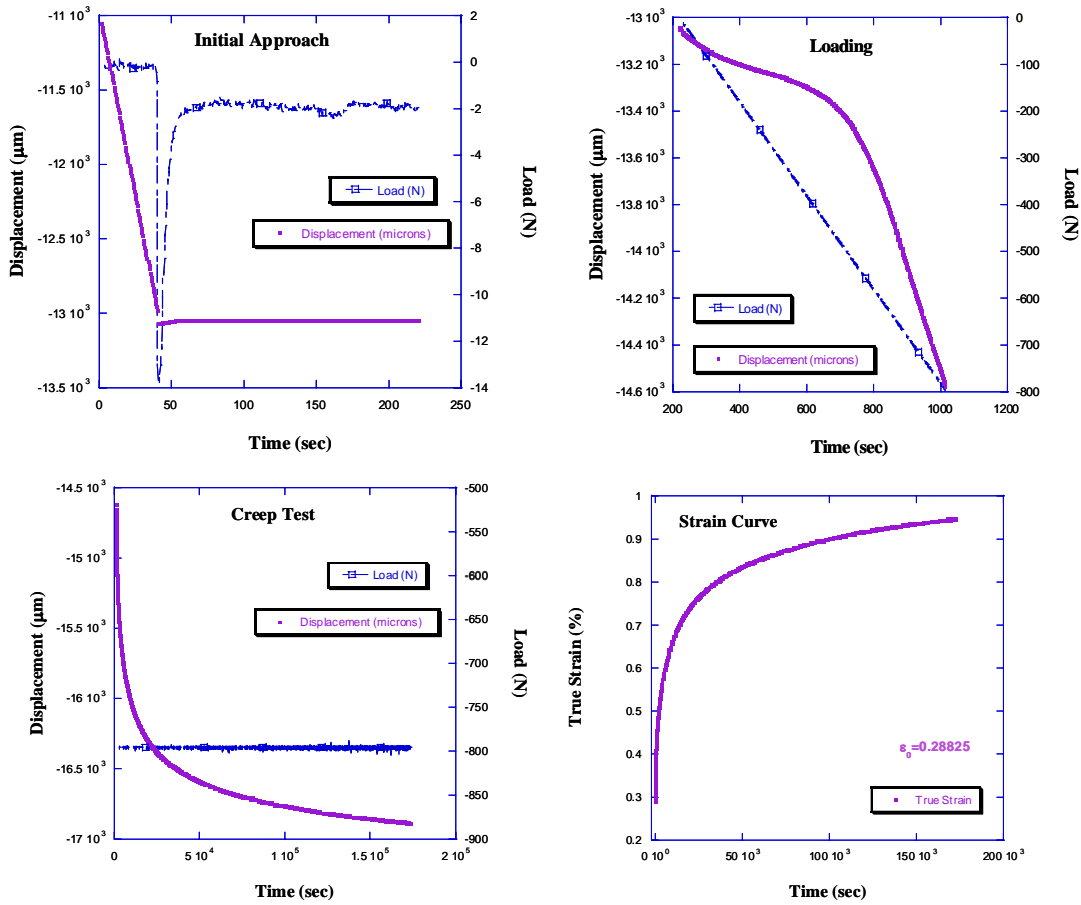 Initial Approach
-11 10³
-11.5 10³
-12 10³
-12.5 10³
-13 10³
-13.5 10³
2
0
-2
-4
-6
-8
-10
-12
-14
0 50 100 150 200 250
Displacement (µm)
Load (N)
Load (N)
Displacement (microns)
Time (sec)
Loading
-13 10³
-13.2 10³
-13.4 10³
-13.6 10³
-13.8 10³
-14 10³
-14.2 10³
-14.4 10³
-14.6 10³
0
-100
-200
-300
-400
-500
-600
-700
-800
200 400 600 800 1000 1200
Displacement (µm)
Load (N)
Load (N)
Displacement (microns)
Time (sec)
Creep Test
-14.5 10³
-15 10³
-15.5 10³
-16 10³
-16.5 10³
-17 10³
-500
-550
-600
-650
-700
-750
-800
-850
-900
0 5 10⁴ 1 10⁵ 1.5 10⁵ 2 10⁵
Displacement (µm)
Load (N)
Load (N)
Displacement (microns)
Time (sec)
Strain Curve
1
0.9
0.8
0.7
0.6
0.5
0.4
0.3
0.2
0 10⁰ 50 10³ 100 10³ 150 10³ 200 10³
True Strain (%)
ε₀=0.28825
True Strain
Time (sec)